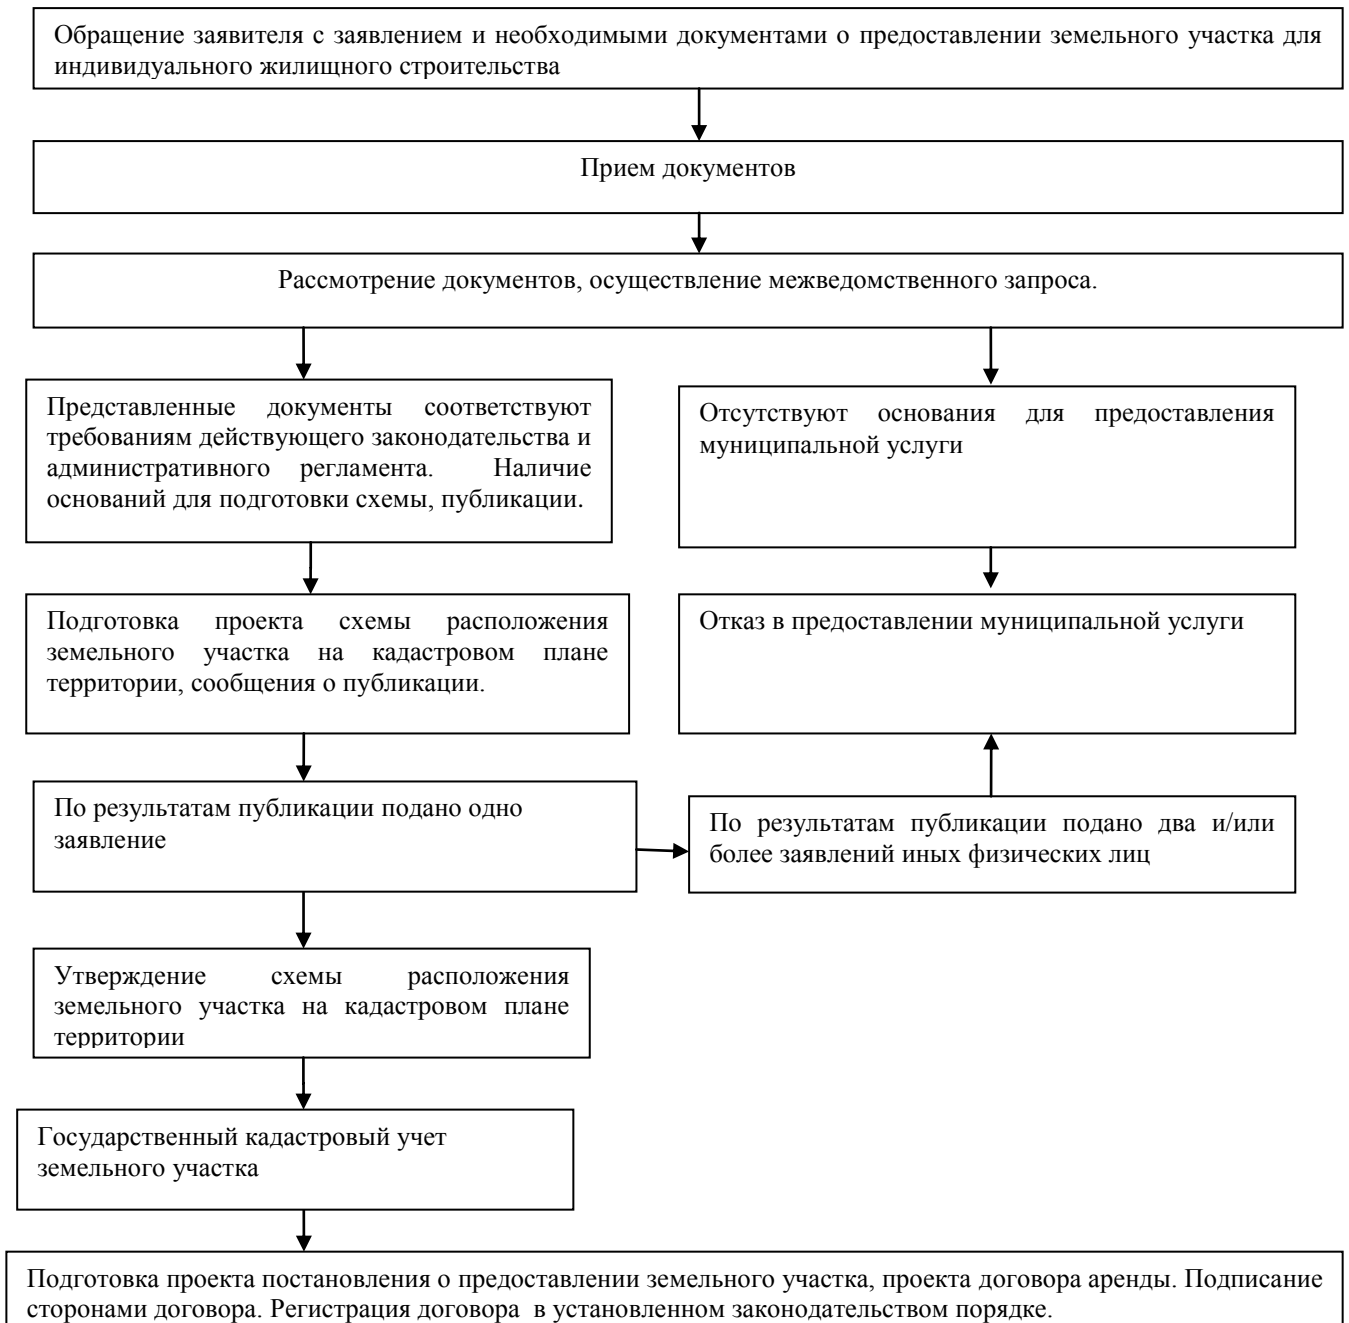 Обращение заявителя с заявлением и необходимыми документами о предоставлении земельного участка для
индивидуального жилищного строительства
Прием документов
Рассмотрение документов, осуществление межведомственного запроса.
Представленные документы соответствуют
требованиям действующего законодательства и
административного регламента. Наличие
оснований для подготовки схемы, публикации.
Отсутствуют основания для предоставления
муниципальной услуги
Подготовка проекта схемы расположения
земельного участка на кадастровом плане
территории, сообщения о публикации.
Отказ в предоставлении муниципальной услуги
По результатам публикации подано одно
заявление
По результатам публикации подано два и/или
более заявлений иных физических лиц
Утверждение схемы расположения
земельного участка на кадастровом плане
территории
Государственный кадастровый учет
земельного участка
Подготовка проекта постановления о предоставлении земельного участка, проекта договора аренды. Подписание
сторонами договора. Регистрация договора в установленном законодательством порядке.